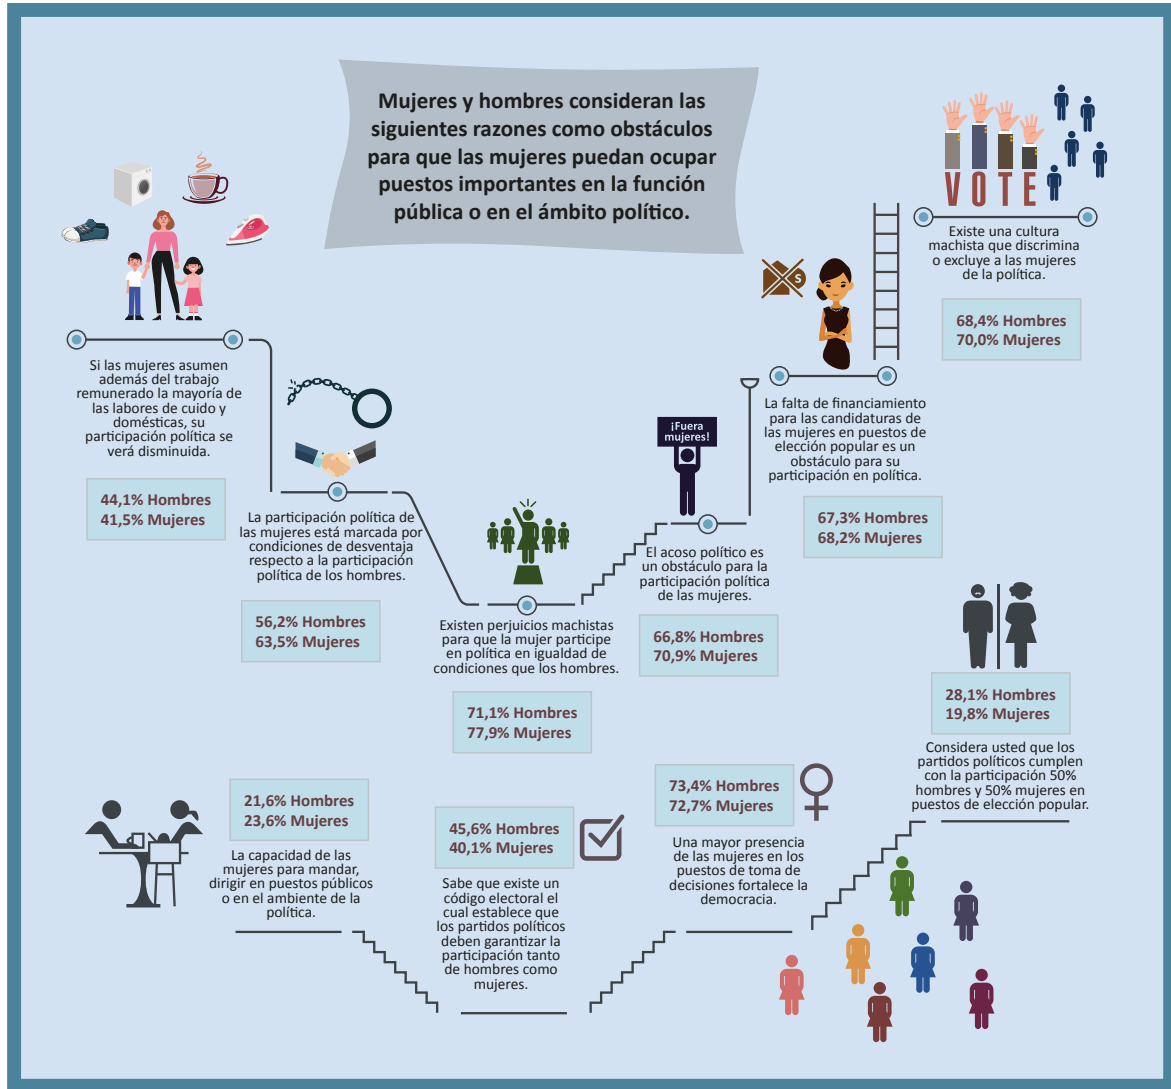 Mujeres y hombres consideran las
siguientes razones como obstáculos
para que las mujeres puedan ocupar
puestos importantes en la función
pública o en el ámbito político.
Si las mujeres asumen
además del trabajo
remunerado la mayoría de
las labores de cuido y
domésticas, su
participación política se
verá disminuida.
44,1% Hombres
41,5% Mujeres
La participación política de
las mujeres está marcada por
condiciones de desventaja
respecto a la participación
política de los hombres.
56,2% Hombres
63,5% Mujeres
Existen perjuicios machistas
para que la mujer participe
en política en igualdad de
condiciones que los hombres.
71,1% Hombres
77,9% Mujeres
¡Fuera
mujeres!
El acoso político es
un obstáculo para la
participación política
de las mujeres.
66,8% Hombres
70,9% Mujeres
S
La falta de financiamiento
para las candidaturas de
las mujeres en puestos de
elección popular es un
obstáculo para su
participación en política.
67,3% Hombres
68,2% Mujeres
VOTE
Existe una cultura
machista que discrimina
o excluye a las mujeres
de la política.
68,4% Hombres
70,0% Mujeres
21,6% Hombres
23,6% Mujeres
La capacidad de las
mujeres para mandar,
dirigir en puestos públicos
o en el ambiente de la
política.
45,6% Hombres
40,1% Mujeres
Sabe que existe un
código electoral el
cual establece que
los partidos políticos
deben garantizar la
participación tanto
de hombres como
mujeres.
73,4% Hombres
72,7% Mujeres
Una mayor presencia
de las mujeres en los
puestos de toma de
decisiones fortalece la
democracia.
28,1% Hombres
19,8% Mujeres
Considera usted que los
partidos políticos cumplen
con la participación 50%
hombres y 50% mujeres en
puestos de elección popular.